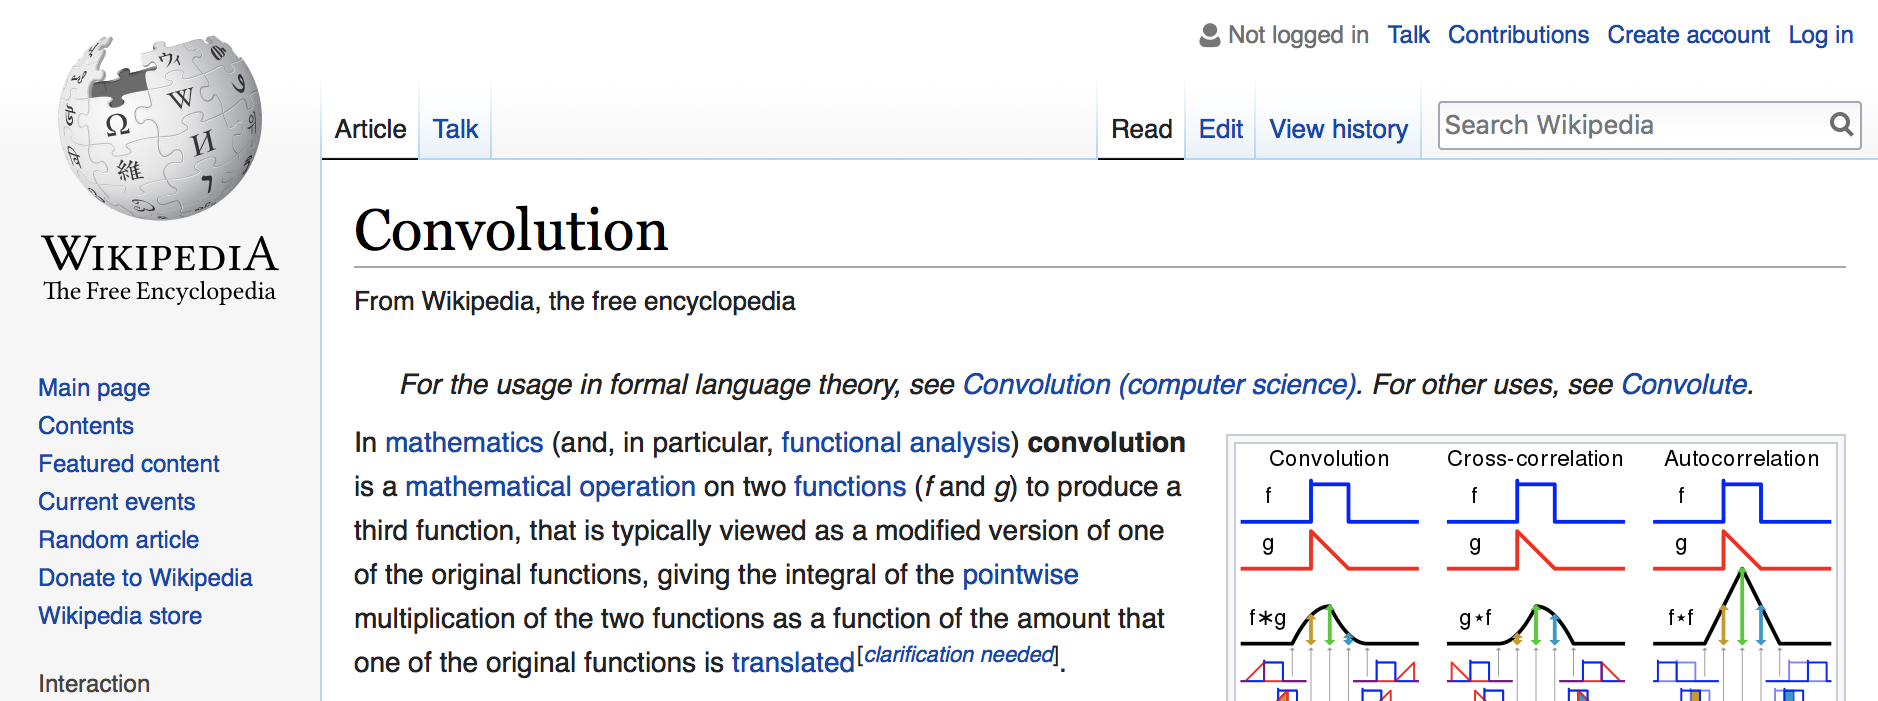 Not logged in Talk Contributions Create account Log in
Article Talk Read Edit View history Search Wikipedia
Ω W И 維 ウィ
WIKIPEDIA
The Free Encyclopedia
Convolution
From Wikipedia, the free encyclopedia
For the usage in formal language theory, see Convolution (computer science). For other uses, see Convolute.
In mathematics (and, in particular, functional analysis) convolution
is a mathematical operation on two functions (f and g) to produce a
third function, that is typically viewed as a modified version of one
of the original functions, giving the integral of the pointwise
multiplication of the two functions as a function of the amount that
one of the original functions is translated[clarification needed].
Main page
Contents
Featured content
Current events
Random article
Donate to Wikipedia
Wikipedia store
Interaction
Convolution Cross-correlation Autocorrelation
f f f
g g g
f∗g g⋆f f⋆f